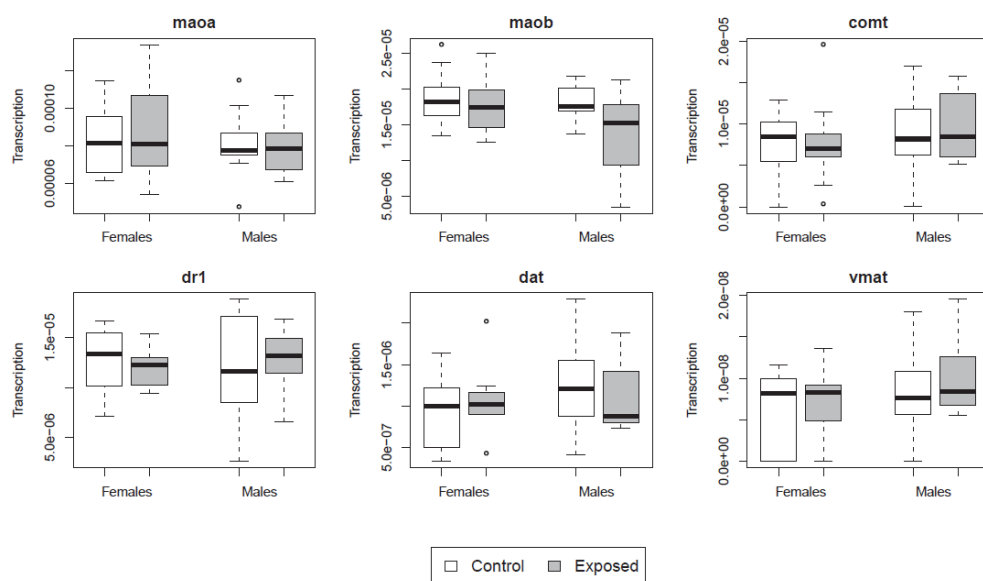 maoa
Transcription
0.00010
0.00006
Females Males
maob
Transcription
2.5e−05
1.5e−05
5.0e−06
Females Males
comt
Transcription
2.0e−05
1.0e−05
0.0e+00
Females Males
dr1
Transcription
1.5e−05
5.0e−06
Females Males
dat
Transcription
1.5e−06
5.0e−07
Females Males
vmat
Transcription
2.0e−08
1.0e−08
0.0e+00
Females Males
Control Exposed